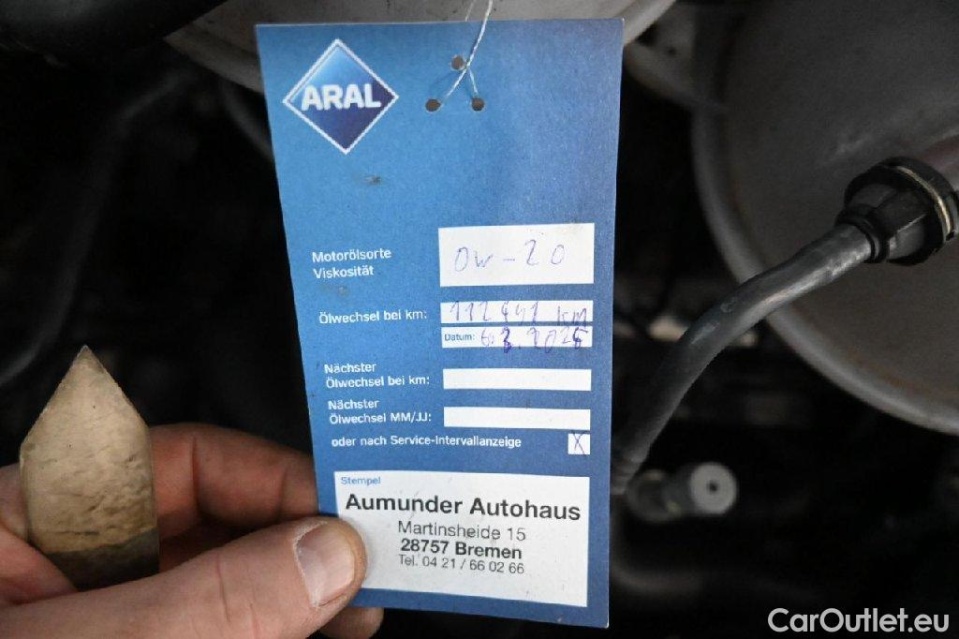 ARAL
Motorölsorte
Viskosität
0w-20
Ölwechsel bei km:
km
Datum:
Nächster
Ölwechsel bei km:
Nächster
Ölwechsel MM/JJ:
oder nach Service-Intervallanzeige X
Stempel
Aumunder Autohaus
Martinsheide 15
28757 Bremen
Tel. 04 21 / 66 02 66
CarOutlet.eu